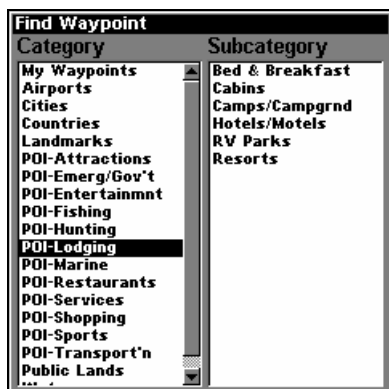 Find Waypoint
Category
Subcategory
My Waypoints
Airports
Cities
Countries
Landmarks
POI-Attractions
POI-Emerg/Gov't
POI-Entertainmnt
POI-Fishing
POI-Hunting
POI-Lodging
POI-Marine
POI-Restaurants
POI-Services
POI-Shopping
POI-Sports
POI-Transport'n
Public Lands
Bed & Breakfast
Cabins
Camps/Campgrnd
Hotels/Motels
RV Parks
Resorts